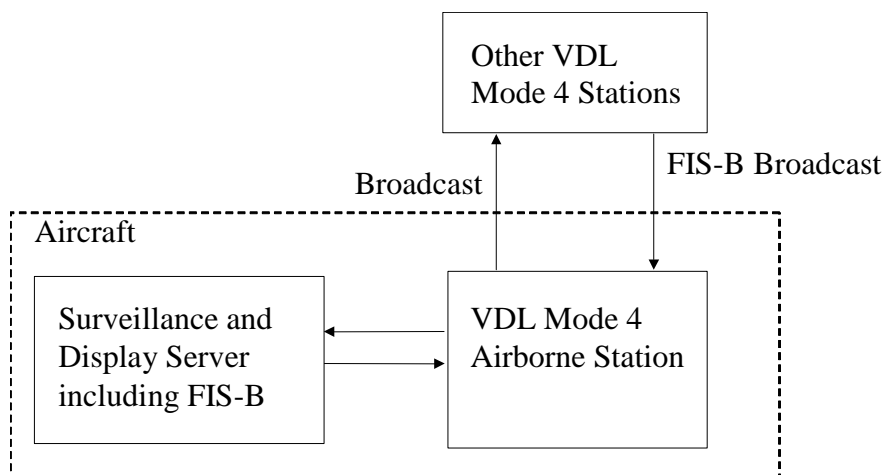 Other VDL
Mode 4 Stations
Broadcast
FIS-B Broadcast
Aircraft
Surveillance and
Display Server
including FIS-B
VDL Mode 4
Airborne Station